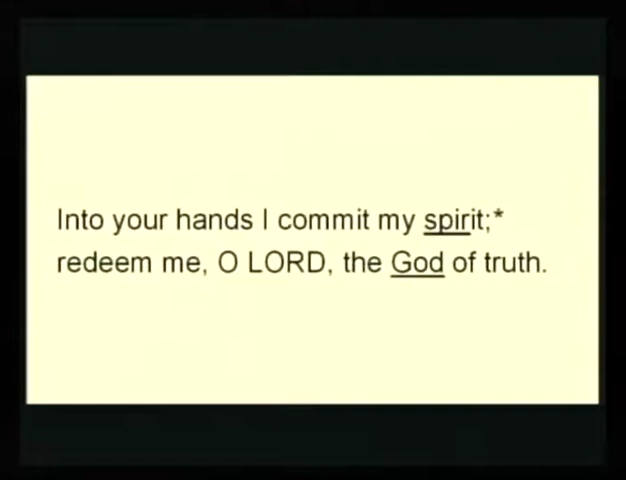 Into your hands I commit my spirit;*
redeem me, O LORD, the God of truth.